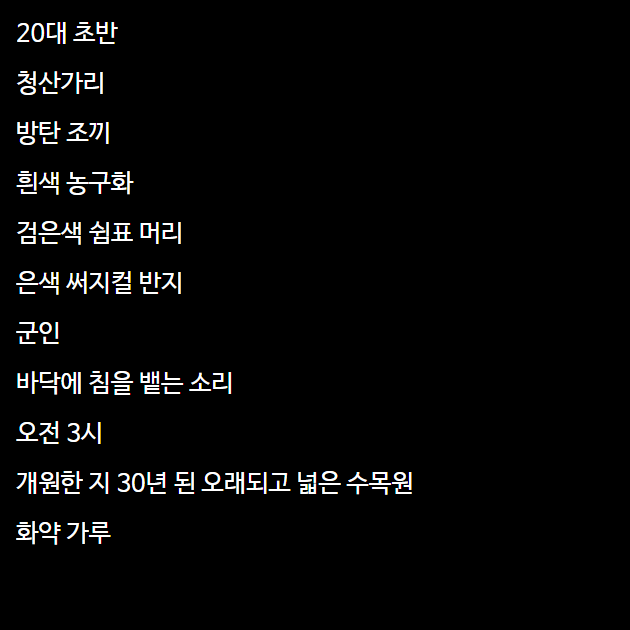 20대 초반
청산가리
방탄 조끼
흰색 농구화
검은색 쉼표 머리
은색 써지컬 반지
군인
바닥에 침을 뱉는 소리
오전 3시
개원한 지 30년 된 오래되고 넓은 수목원
화약 가루